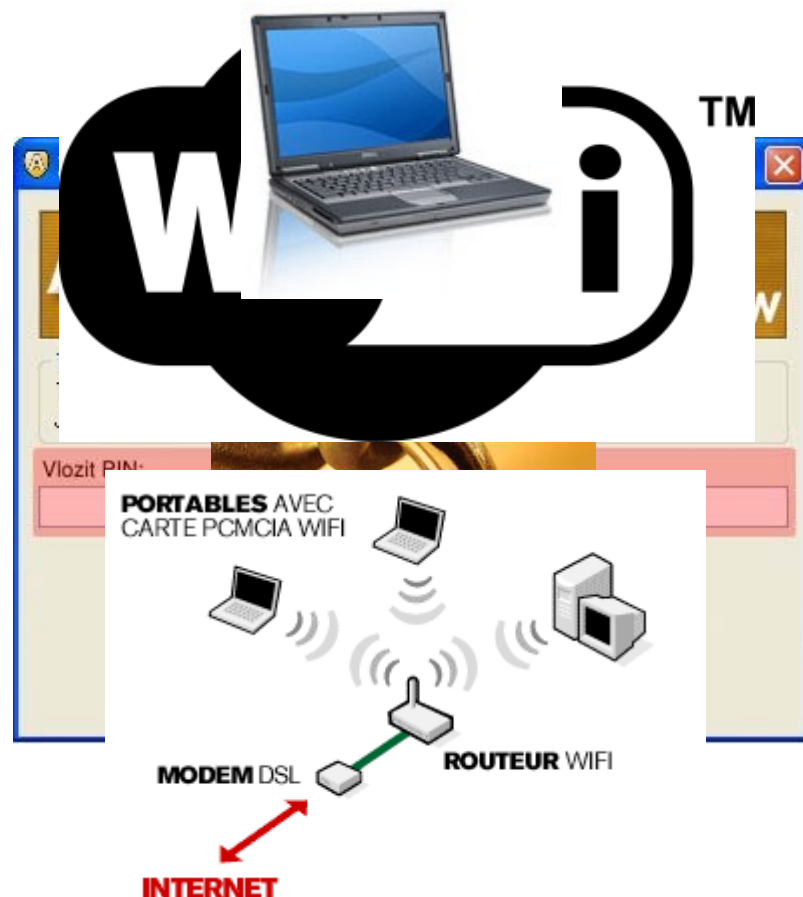 TM
W i
W
Vlozit PIN:
PORTABLES AVEC
CARTE PCMCIA WIFI
ROUTEUR WIFI
MODEM DSL
INTERNET